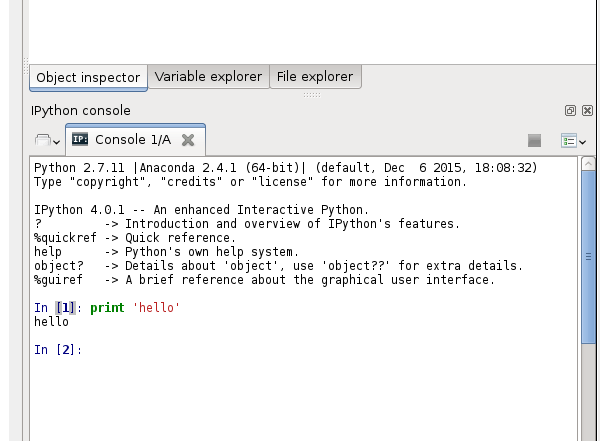 Object inspector Variable explorer File explorer
IPython console
IP: Console 1/A
Python 2.7.11 |Anaconda 2.4.1 (64-bit)| (default, Dec  6 2015, 18:08:32)
Type "copyright", "credits" or "license" for more information.
IPython 4.0.1 -- An enhanced Interactive Python.
?         -> Introduction and overview of IPython's features.
%quickref -> Quick reference.
help      -> Python's own help system.
object?   -> Details about 'object', use 'object??' for extra details.
%guiref   -> A brief reference about the graphical user interface.
In [1]: print 'hello'
hello
In [2]: